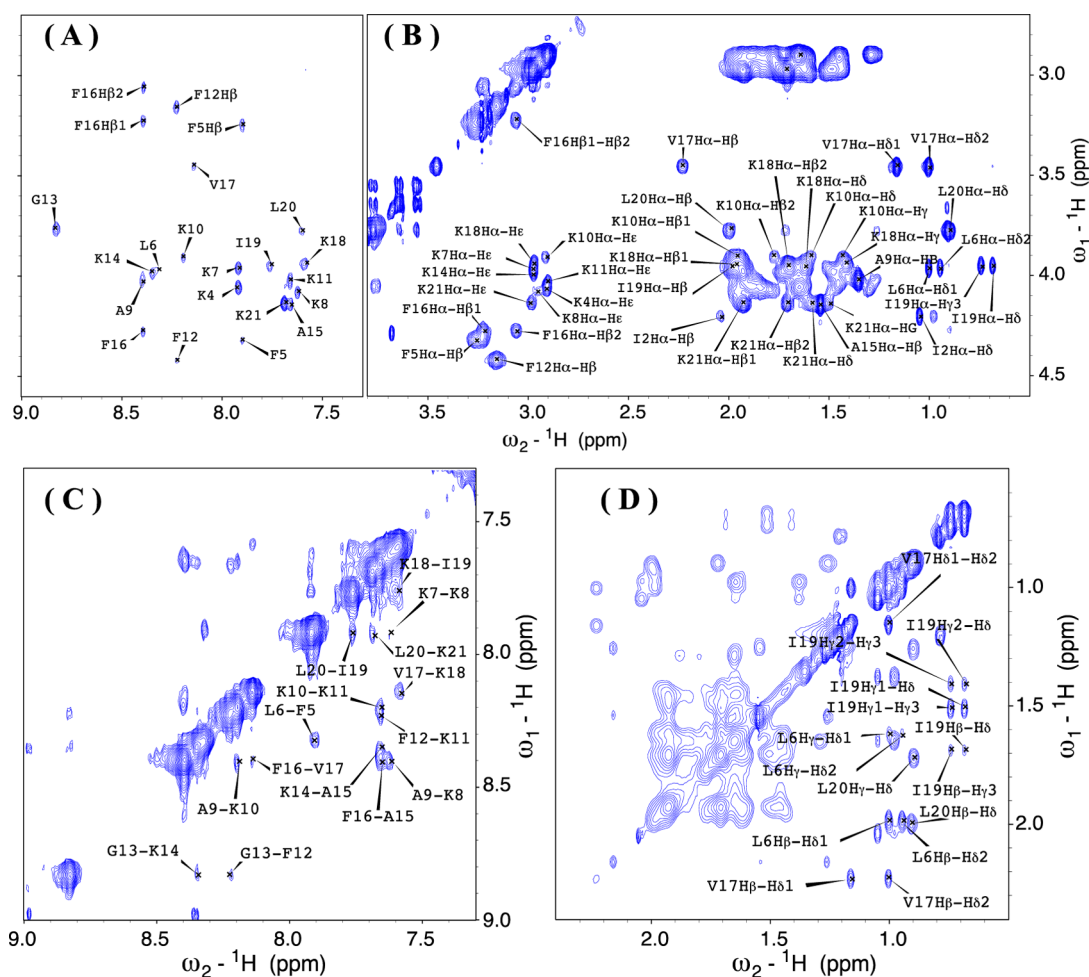 ( A )
F16Hβ2
F12Hβ
F16Hβ1
F5Hβ
V17
G13
L20
K10
L6
I19
K18
K14
K7
K11
A9
K4
K8
K21
A15
F16
F12
F5
9.0
8.5
8.0
7.5
ω2 - 1H (ppm)
( B )
3.0
F16Hβ1-Hβ2
V17Hα-Hβ
V17Hα-Hδ1
V17Hα-Hδ2
K18Hα-Hβ2
3.5
K18Hα-Hδ
L20Hα-Hδ
L20Hα-Hβ
K10Hα-Hβ2
K10Hα-Hδ
K10Hα-Hβ1
K10Hα-Hγ
K18Hα-Hε
K10Hα-Hε
K18Hα-Hγ
L6Hα-Hδ2
K7Hα-Hε
K18Hα-Hβ1
A9Hα-HB
4.0
K14Hα-Hε
K11Hα-Hε
I19Hα-Hβ
L6Hα-Hδ1
K21Hα-Hε
K4Hα-Hε
I19Hα-Hγ3
F16Hα-Hβ1
K8Hα-Hε
I19Hα-Hδ
F16Hα-Hβ2
I2Hα-Hβ
K21Hα-Hβ2
K21Hα-HG
I2Hα-Hδ
F5Hα-Hβ
A15Hα-Hβ
F12Hα-Hβ
K21Hα-Hβ1
K21Hα-Hδ
4.5
3.5
3.0
2.5
2.0
1.5
1.0
ω2 - 1H (ppm)
ω1 - 1H (ppm)
( C )
7.5
K18-I19
K7-K8
8.0
L20-K21
L20-I19
V17-K18
K10-K11
L6-F5
F12-K11
F16-V17
K14-A15
8.5
A9-K10
A9-K8
F16-A15
G13-K14
G13-F12
9.0
9.0
8.5
8.0
7.5
ω2 - 1H (ppm)
ω1 - 1H (ppm)
( D )
V17Hδ1-Hδ2
1.0
I19Hγ2-Hδ
I19Hγ2-Hγ3
I19Hγ1-Hδ
1.5
I19Hγ1-Hγ3
L6Hγ-Hδ1
I19Hβ-Hδ
L6Hγ-Hδ2
L20Hγ-Hδ
I19Hβ-Hγ3
L20Hβ-Hδ
2.0
L6Hβ-Hδ1
L6Hβ-Hδ2
V17Hβ-Hδ1
V17Hβ-Hδ2
2.0
1.5
1.0
ω2 - 1H (ppm)
ω1 - 1H (ppm)